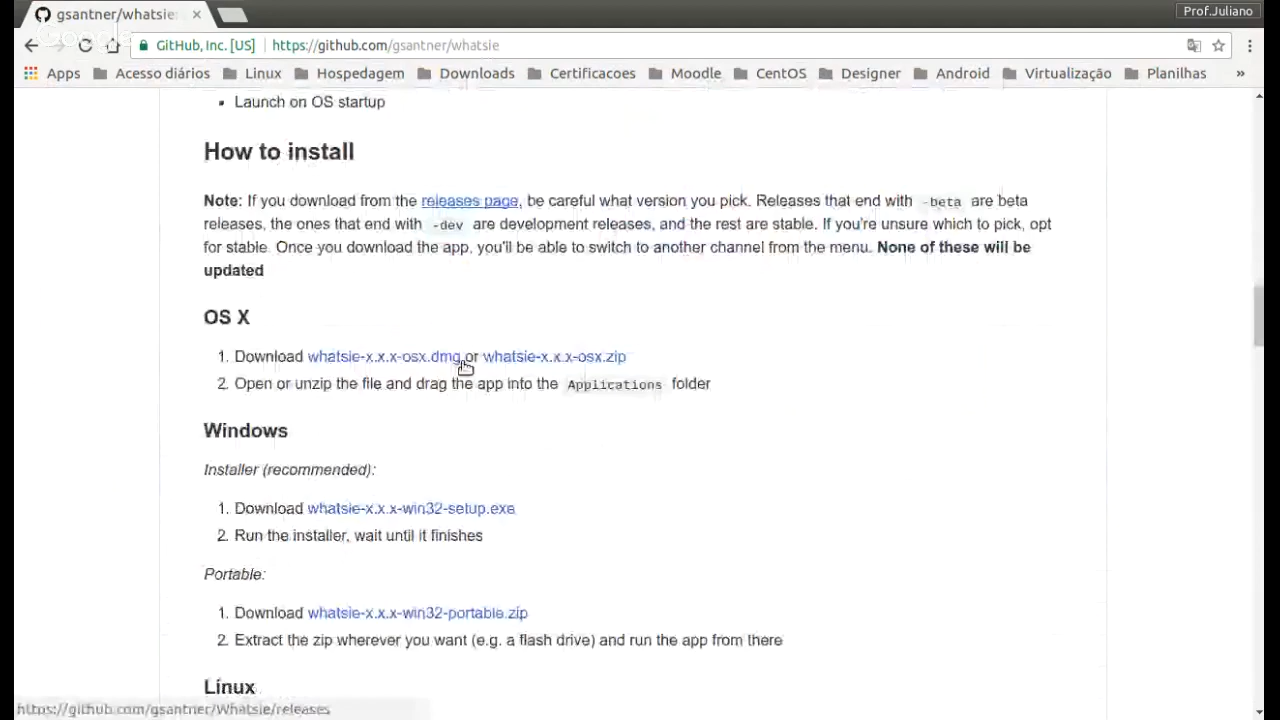 gsantner/whatsie
Prof.Juliano
Google
GitHub, Inc. [US] https://github.com/gsantner/whatsie
Apps Acesso diários Linux Hospedagem Downloads Certificacoes Moodle CentOS Designer Android Virtualização Planilhas »
Launch on OS startup
How to install
Note: If you download from the releases page, be careful what version you pick. Releases that end with -beta are beta
releases, the ones that end with -dev are development releases, and the rest are stable. If you're unsure which to pick, opt
for stable. Once you download the app, you'll be able to switch to another channel from the menu. None of these will be
updated
OS X
1. Download whatsie-x.x.x-osx.dmg or whatsie-x.x.x-osx.zip
2. Open or unzip the file and drag the app into the Applications folder
Windows
Installer (recommended):
1. Download whatsie-x.x.x-win32-setup.exe
2. Run the installer, wait until it finishes
Portable:
1. Download whatsie-x.x.x-win32-portable.zip
2. Extract the zip wherever you want (e.g. a flash drive) and run the app from there
Linux
https://github.com/gsantner/Whatsie/releases